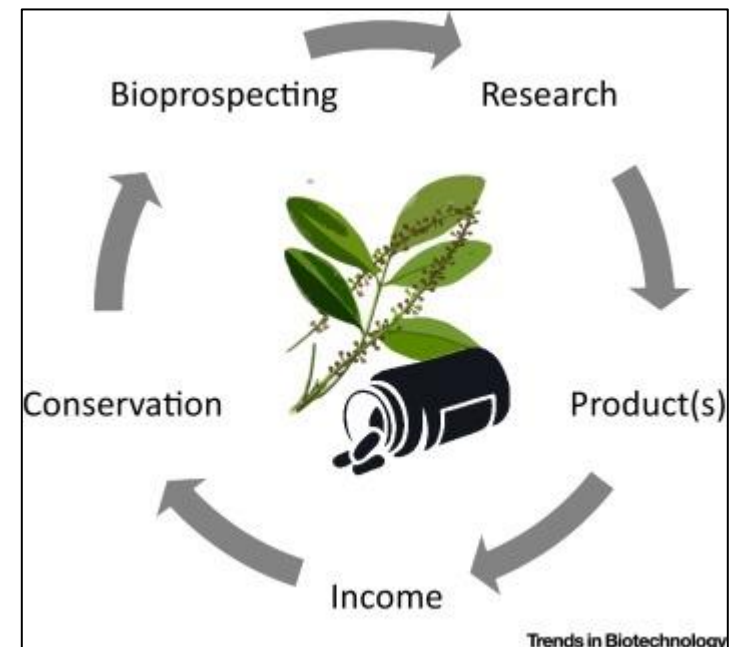 Bioprospecting
Research
Conservation
Product(s)
Income
Trends in Biotechnology